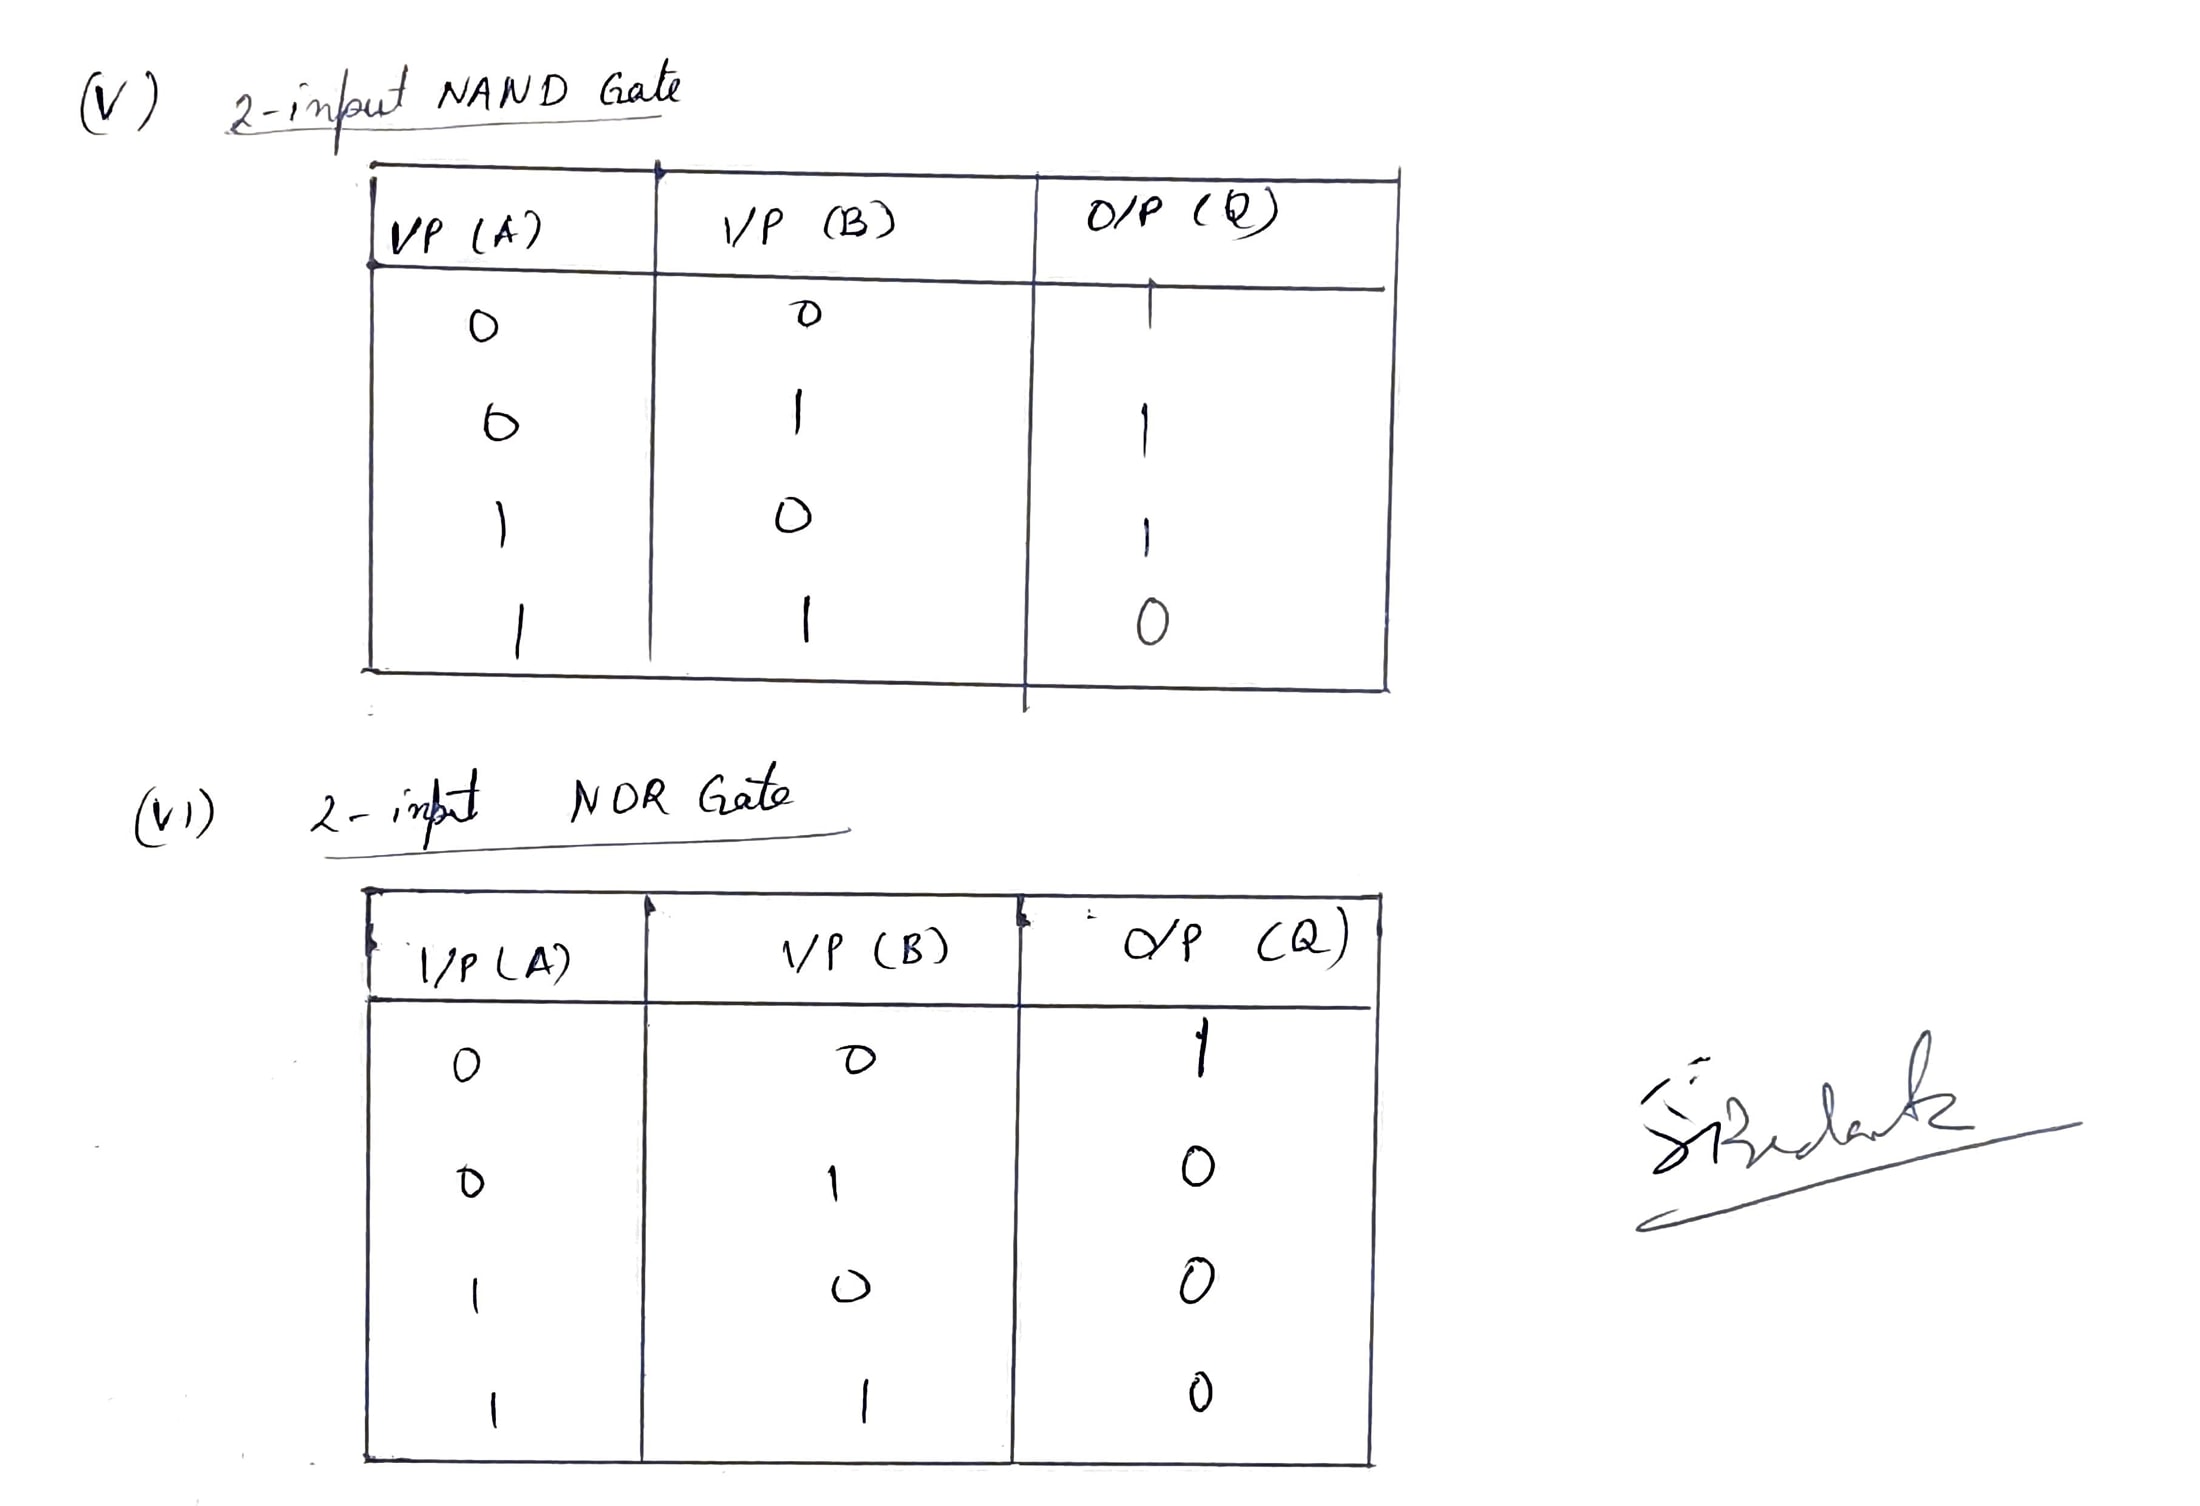 (V) 2-input NAND Gate
I/P (A) I/P (B) O/P (Q)
0 0 1
0 1 1
1 0 1
1 1 0
(VI) 2-input NOR Gate
I/P (A) I/P (B) O/P (Q)
0 0 1
0 1 0
1 0 0
1 1 0